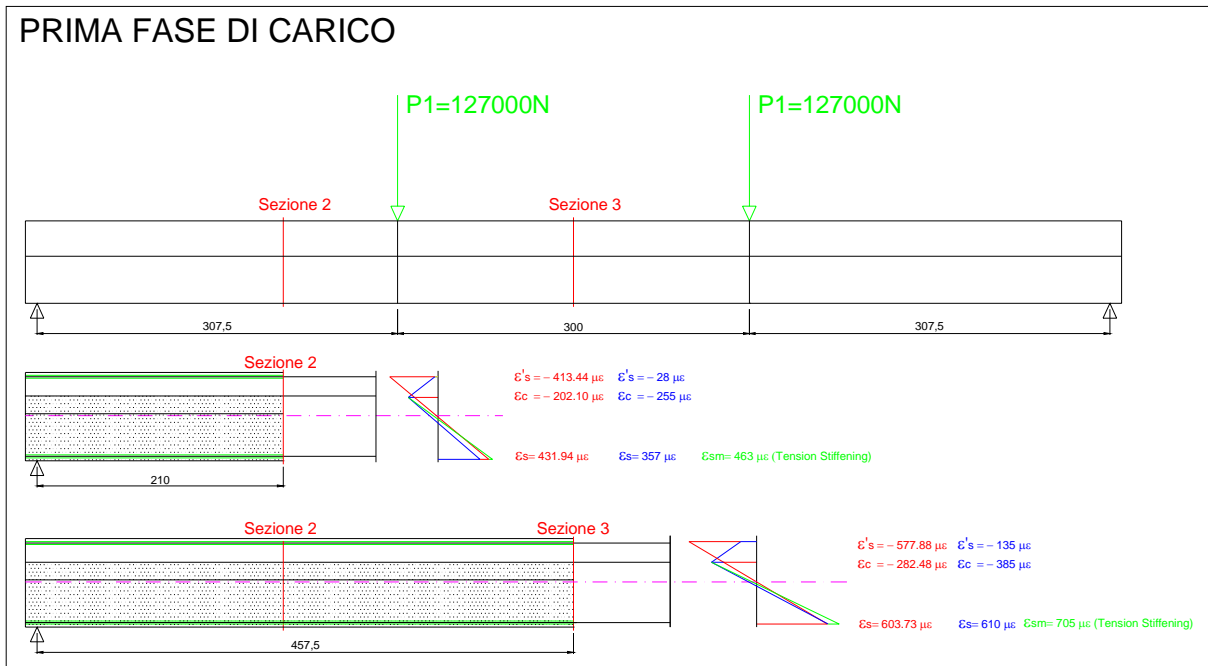 PRIMA FASE DI CARICO
P1=127000N P1=127000N
Sezione 2 Sezione 3
307,5 300 307,5
Sezione 2
ε's = − 413.44 µε ε's = − 28 µε
εc = − 202.10 µε εc = − 255 µε
εs= 431.94 µε εs= 357 µε εsm= 463 µε (Tension Stiffening)
210
Sezione 2 Sezione 3
ε's = − 577.88 µε ε's = − 135 µε
εc = − 282.48 µε εc = − 385 µε
εs= 603.73 µε εs= 610 µε εsm= 705 µε (Tension Stiffening)
457,5